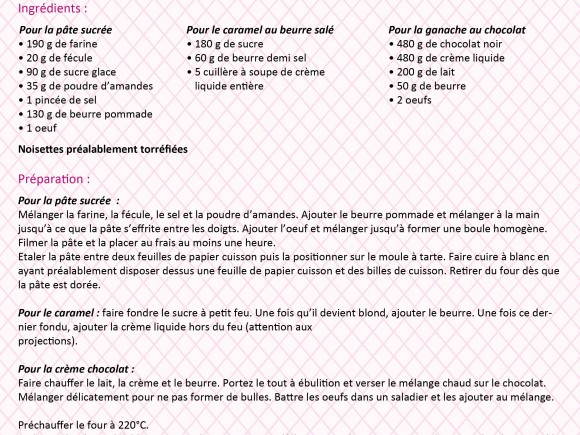 Ingrédients :
Pour la pâte sucrée
• 190 g de farine
• 20 g de fécule
• 90 g de sucre glace
• 35 g de poudre d'amandes
• 1 pincée de sel
• 130 g de beurre pommade
• 1 oeuf
Pour le caramel au beurre salé
• 180 g de sucre
• 60 g de beurre demi sel
• 5 cuillère à soupe de crème
liquide entière
Pour la ganache au chocolat
• 480 g de chocolat noir
• 480 g de crème liquide
• 200 g de lait
• 50 g de beurre
• 2 oeufs
Noisettes préalablement torréfiées
Préparation :
Pour la pâte sucrée :
Mélanger la farine, la fécule, le sel et la poudre d'amandes. Ajouter le beurre pommade et mélanger à la main
jusqu'à ce que la pâte s'effrite entre les doigts. Ajouter l'oeuf et mélanger jusqu'à former une boule homogène.
Filmer la pâte et la placer au frais au moins une heure.
Etaler la pâte entre deux feuilles de papier cuisson puis la positionner sur le moule à tarte. Faire cuire à blanc en
ayant préalablement disposer dessus une feuille de papier cuisson et des billes de cuisson. Retirer du four dès que
la pâte est dorée.
Pour le caramel : faire fondre le sucre à petit feu. Une fois qu'il devient blond, ajouter le beurre. Une fois ce der-
nier fondu, ajouter la crème liquide hors du feu (attention aux
projections).
Pour la crème chocolat :
Faire chauffer le lait, la crème et le beurre. Portez le tout à ébulition et verser le mélange chaud sur le chocolat.
Mélanger délicatement pour ne pas former de bulles. Battre les oeufs dans un saladier et les ajouter au mélange.
Préchauffer le four à 220°C.